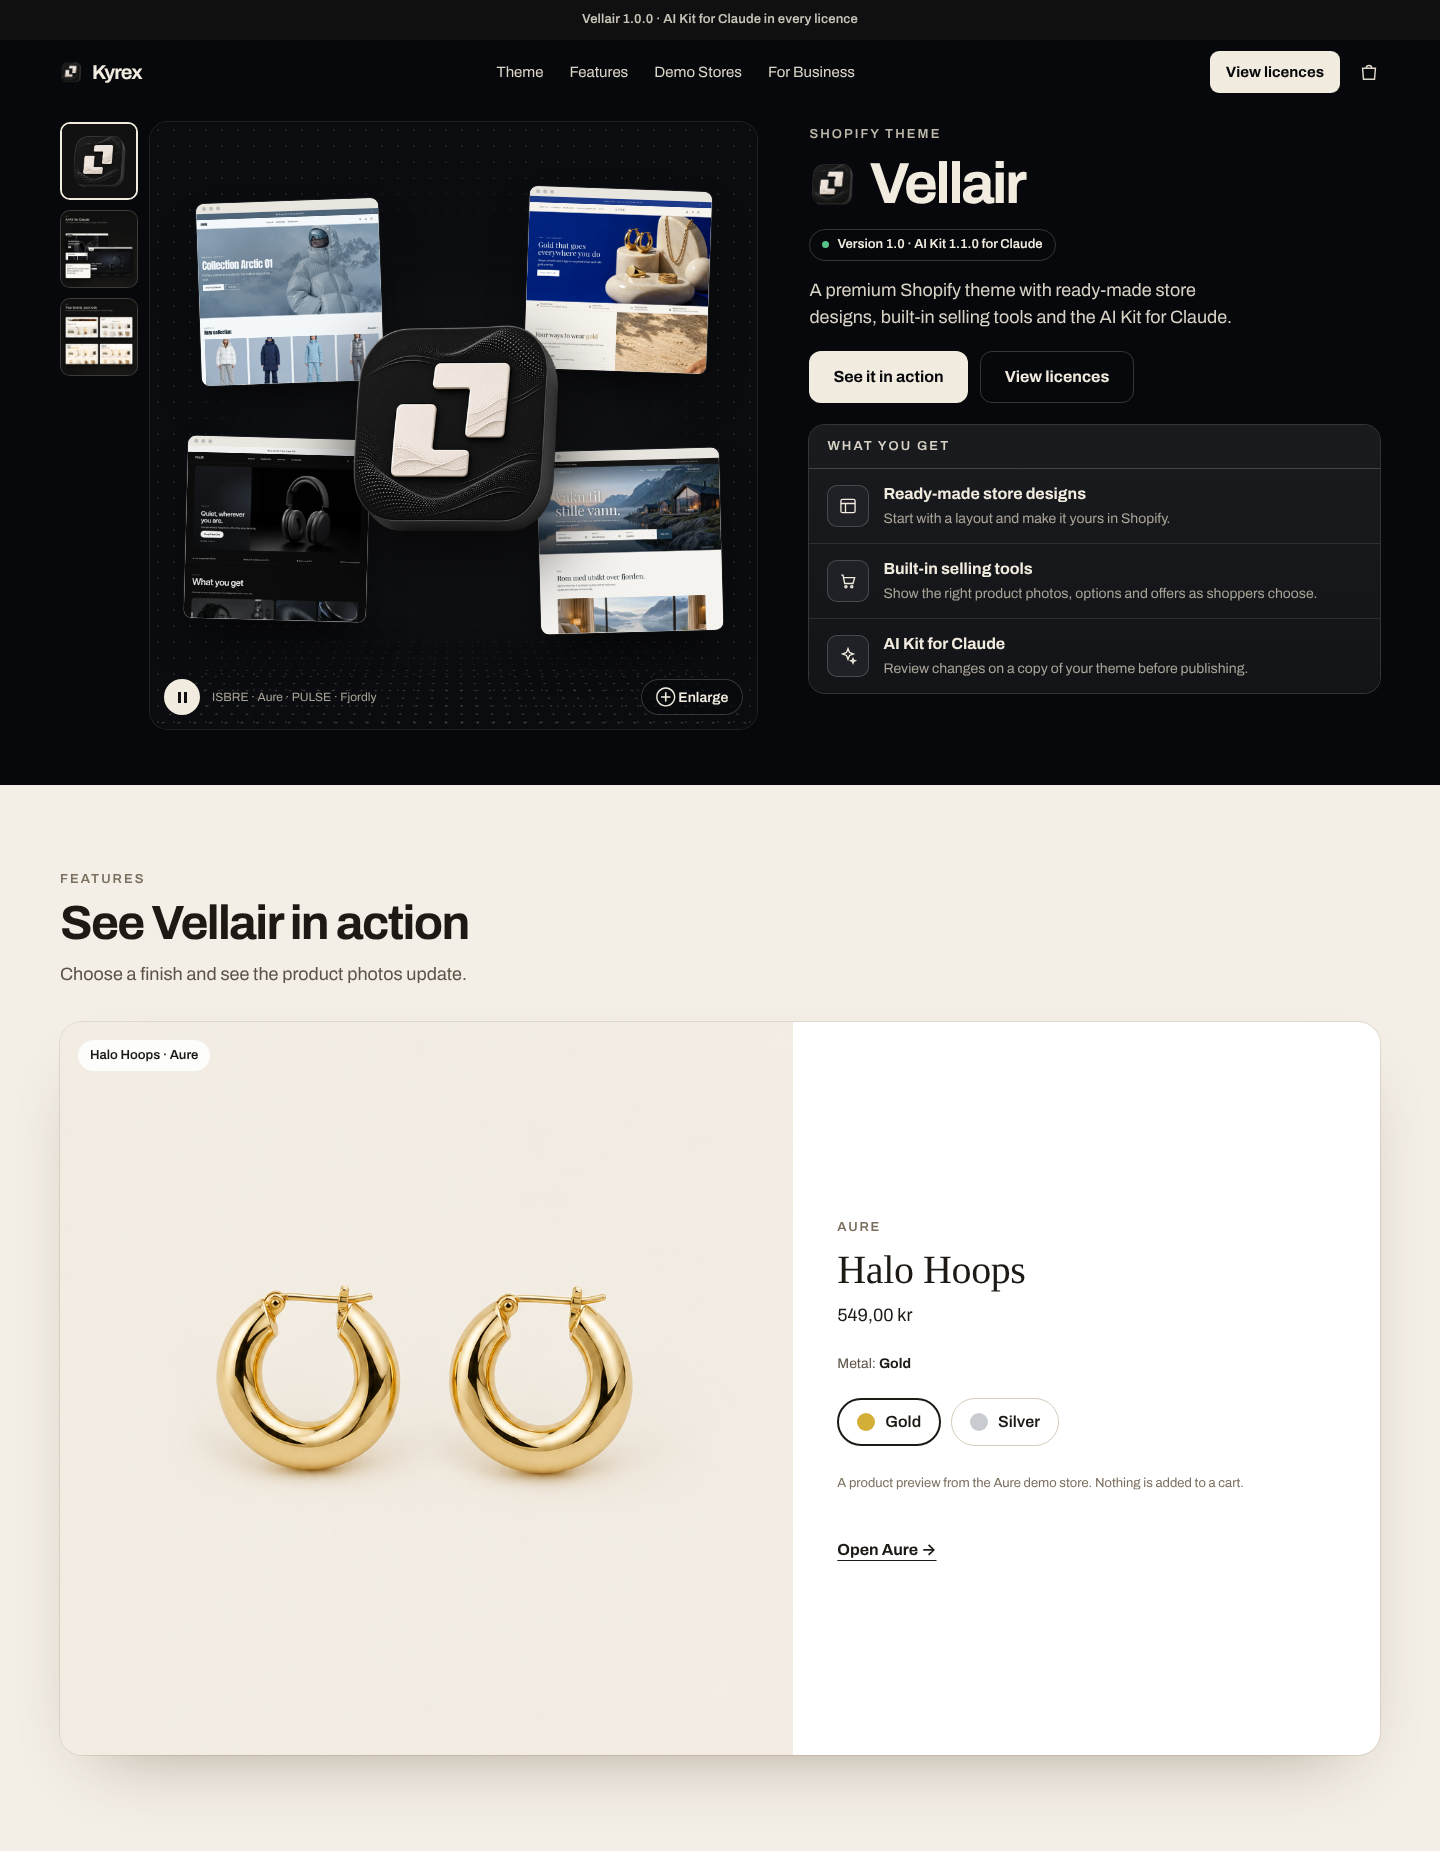 Vellair 1.0.0 · AI Kit for Claude in every licence
Kyrex
Theme
Features
Demo Stores
For Business
View licences
SHOPIFY THEME
Vellair
Version 1.0 · AI Kit 1.1.0 for Claude
A premium Shopify theme with ready-made store
designs, built-in selling tools and the AI Kit for Claude.
See it in action
View licences
WHAT YOU GET
Ready-made store designs
Start with a layout and make it yours in Shopify.
Built-in selling tools
Show the right product photos, options and offers as shoppers choose.
AI Kit for Claude
Review changes on a copy of your theme before publishing.
Collection Arctic 01
New collection
Gold that goes
everywhere you do
Four ways to wear gold
Quiet, wherever
you are.
What you get
stille vann.
Rom med utsikt over fjorden.
ISBRE · Aure · PULSE · Fjordly
Enlarge
FEATURES
See Vellair in action
Choose a finish and see the product photos update.
Halo Hoops · Aure
AURE
Halo Hoops
549,00 kr
Metal: Gold
Gold
Silver
A product preview from the Aure demo store. Nothing is added to a cart.
Open Aure →